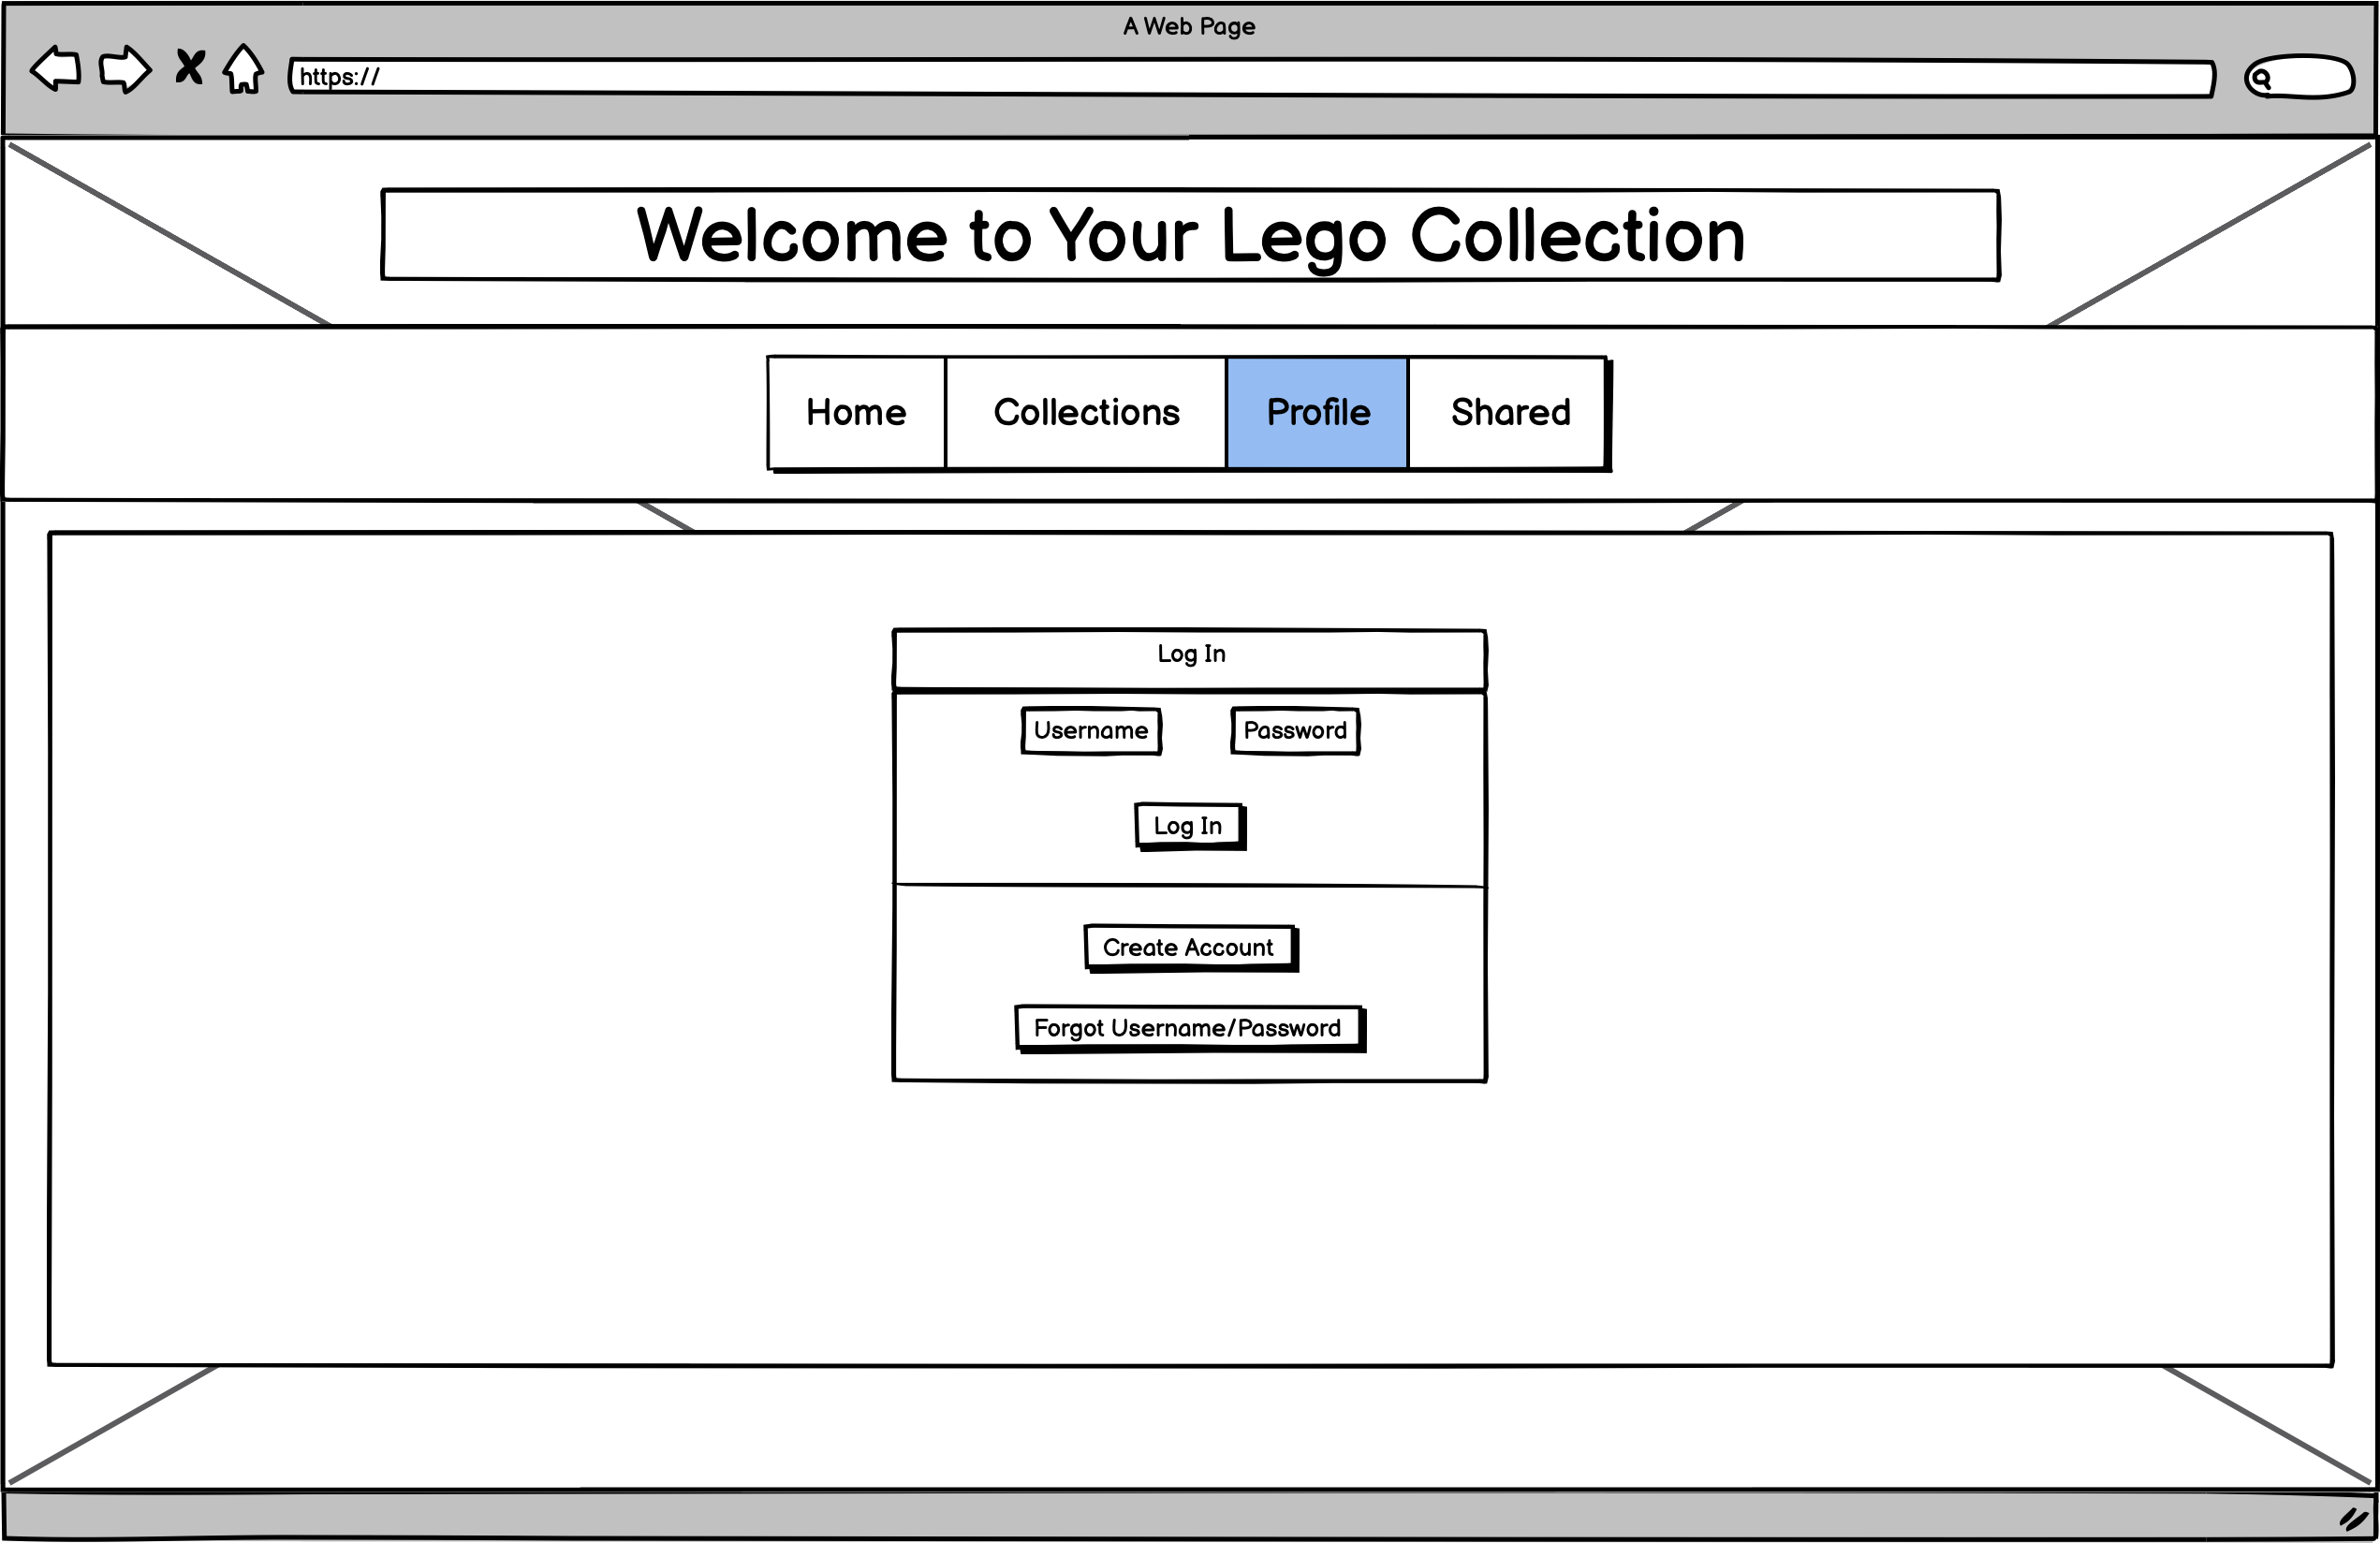 A Web Page
https://
Welcome to Your Lego Collection
Home Collections Profile Shared
Log In
Username Password
Log In
Create Account
Forgot Username/Password